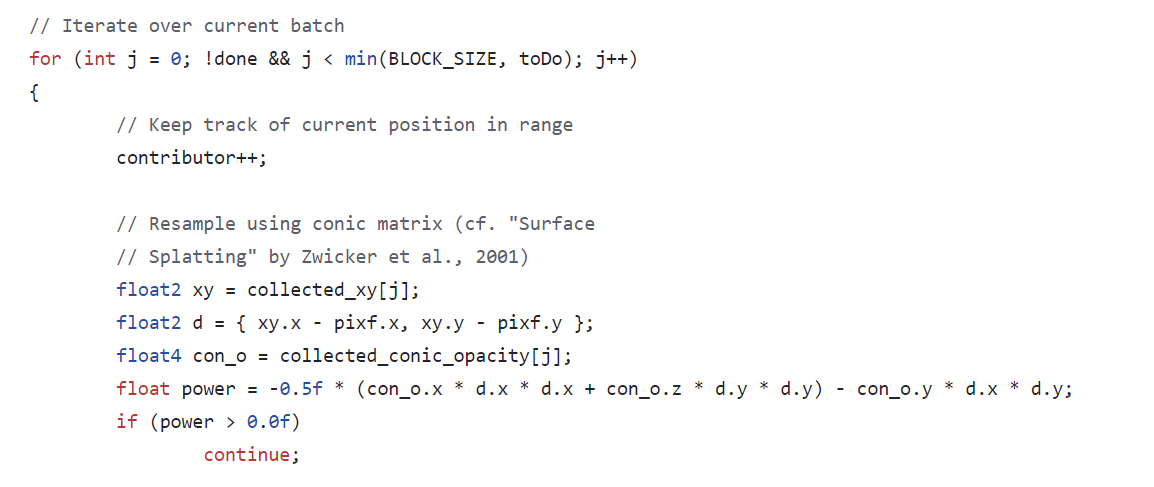 // Iterate over current batch
for (int j = 0; !done && j < min(BLOCK_SIZE, toDo); j++)
{
// Keep track of current position in range
contributor++;
// Resample using conic matrix (cf. "Surface
// Splatting" by Zwicker et al., 2001)
float2 xy = collected_xy[j];
float2 d = { xy.x - pixf.x, xy.y - pixf.y };
float4 con_o = collected_conic_opacity[j];
float power = -0.5f * (con_o.x * d.x * d.x + con_o.z * d.y * d.y) - con_o.y * d.x * d.y;
if (power > 0.0f)
continue;